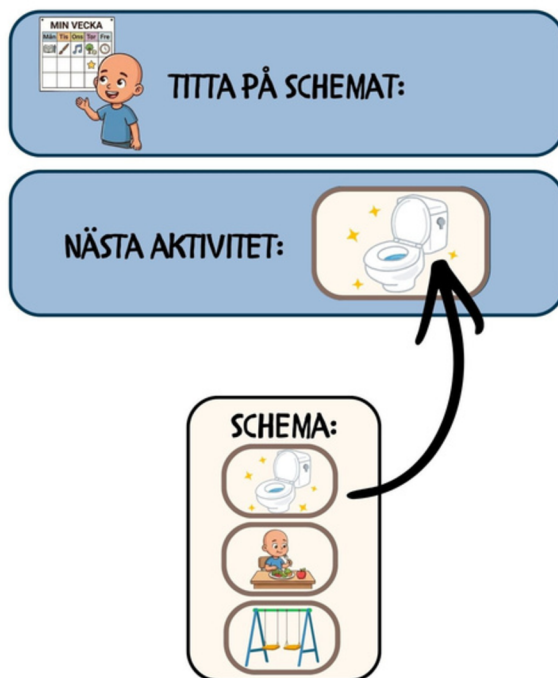 MIN VECKA
Mån Tis Ons Tor Fre
TITTA PÅ SCHEMAT:
NÄSTA AKTIVITET:
SCHEMA: